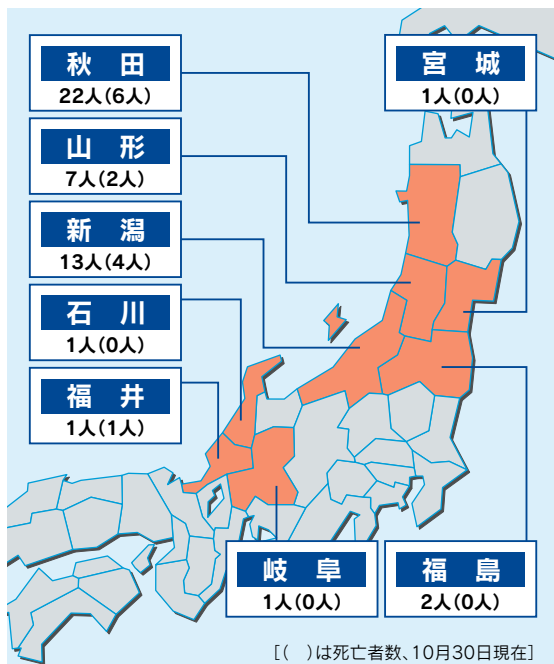 秋田
22人(6人)
宮城
1人(0人)
山形
7人(2人)
新潟
13人(4人)
石川
1人(0人)
福井
1人(1人)
岐阜
1人(0人)
福島
2人(0人)
[( )は死亡者数、10月30日現在]